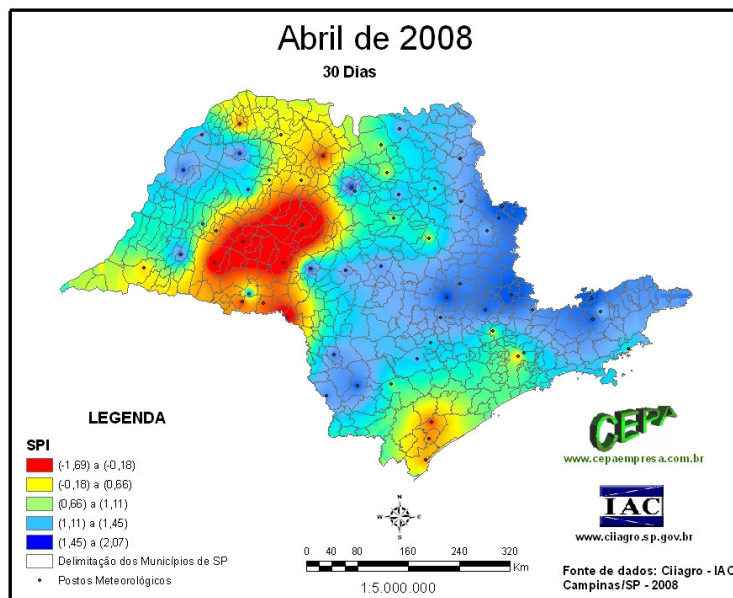 Abril de 2008
30 Dias
LEGENDA
SPI
(-1,69) a (-0,18)
(-0,18) a (0,66)
(0,66) a (1,11)
(1,11) a (1,45)
(1,45) a (2,07)
Delimitação dos Municípios de SP
Postos Meteorológicos
N
W E
S
0 40 80 160 240 320
Km
1:5.000.000
CEPA
www.cepaempresa.com.br
IAC
www.ciiagro.sp.gov.br
Fonte de dados: Ciiagro - IAC
Campinas/SP - 2008